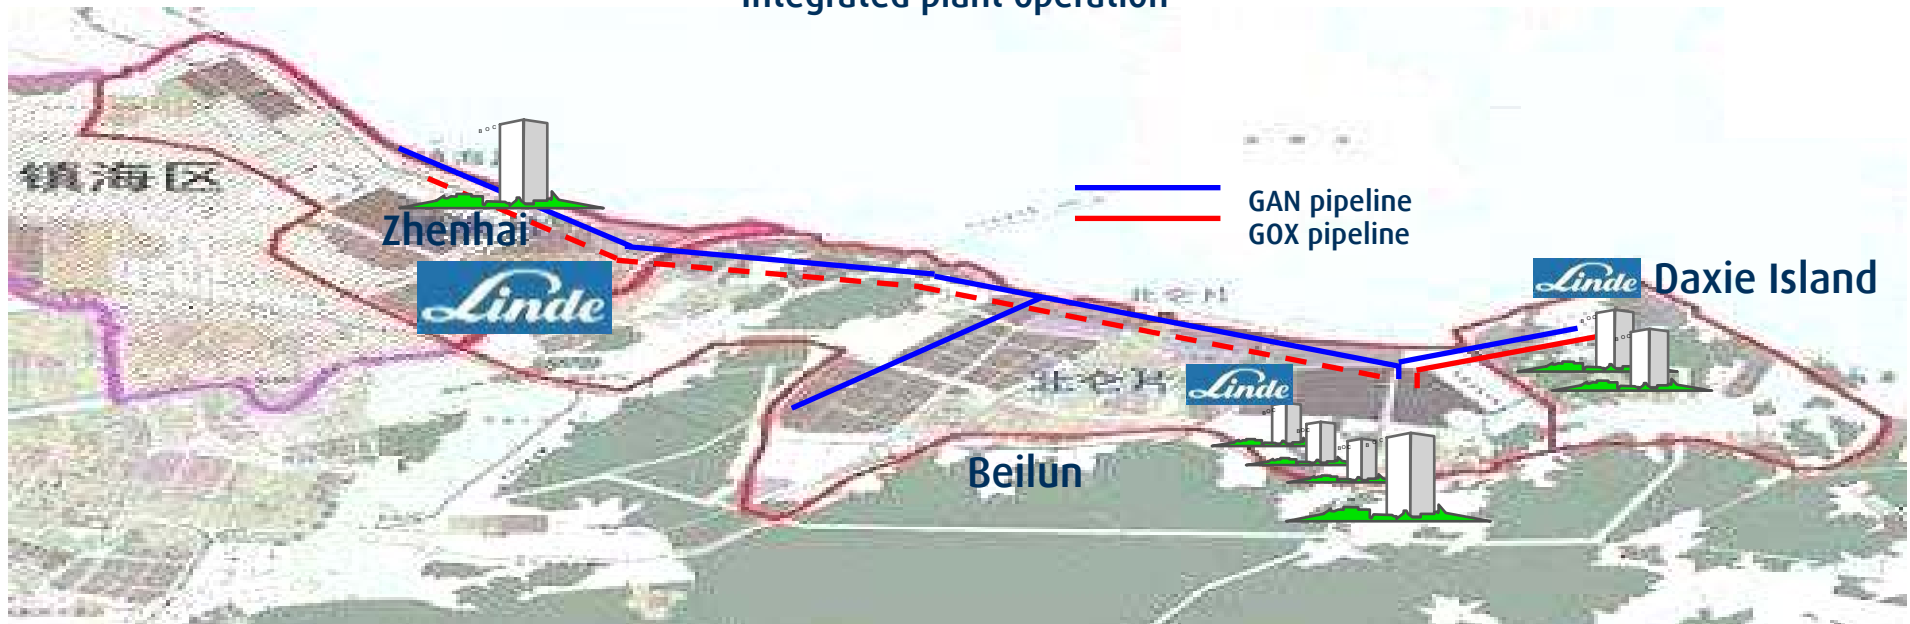 Integrated plant operation
镇海区
GAN pipeline
GOX pipeline
Zhenhai
Linde
Linde
Daxie Island
Linde
Beilun